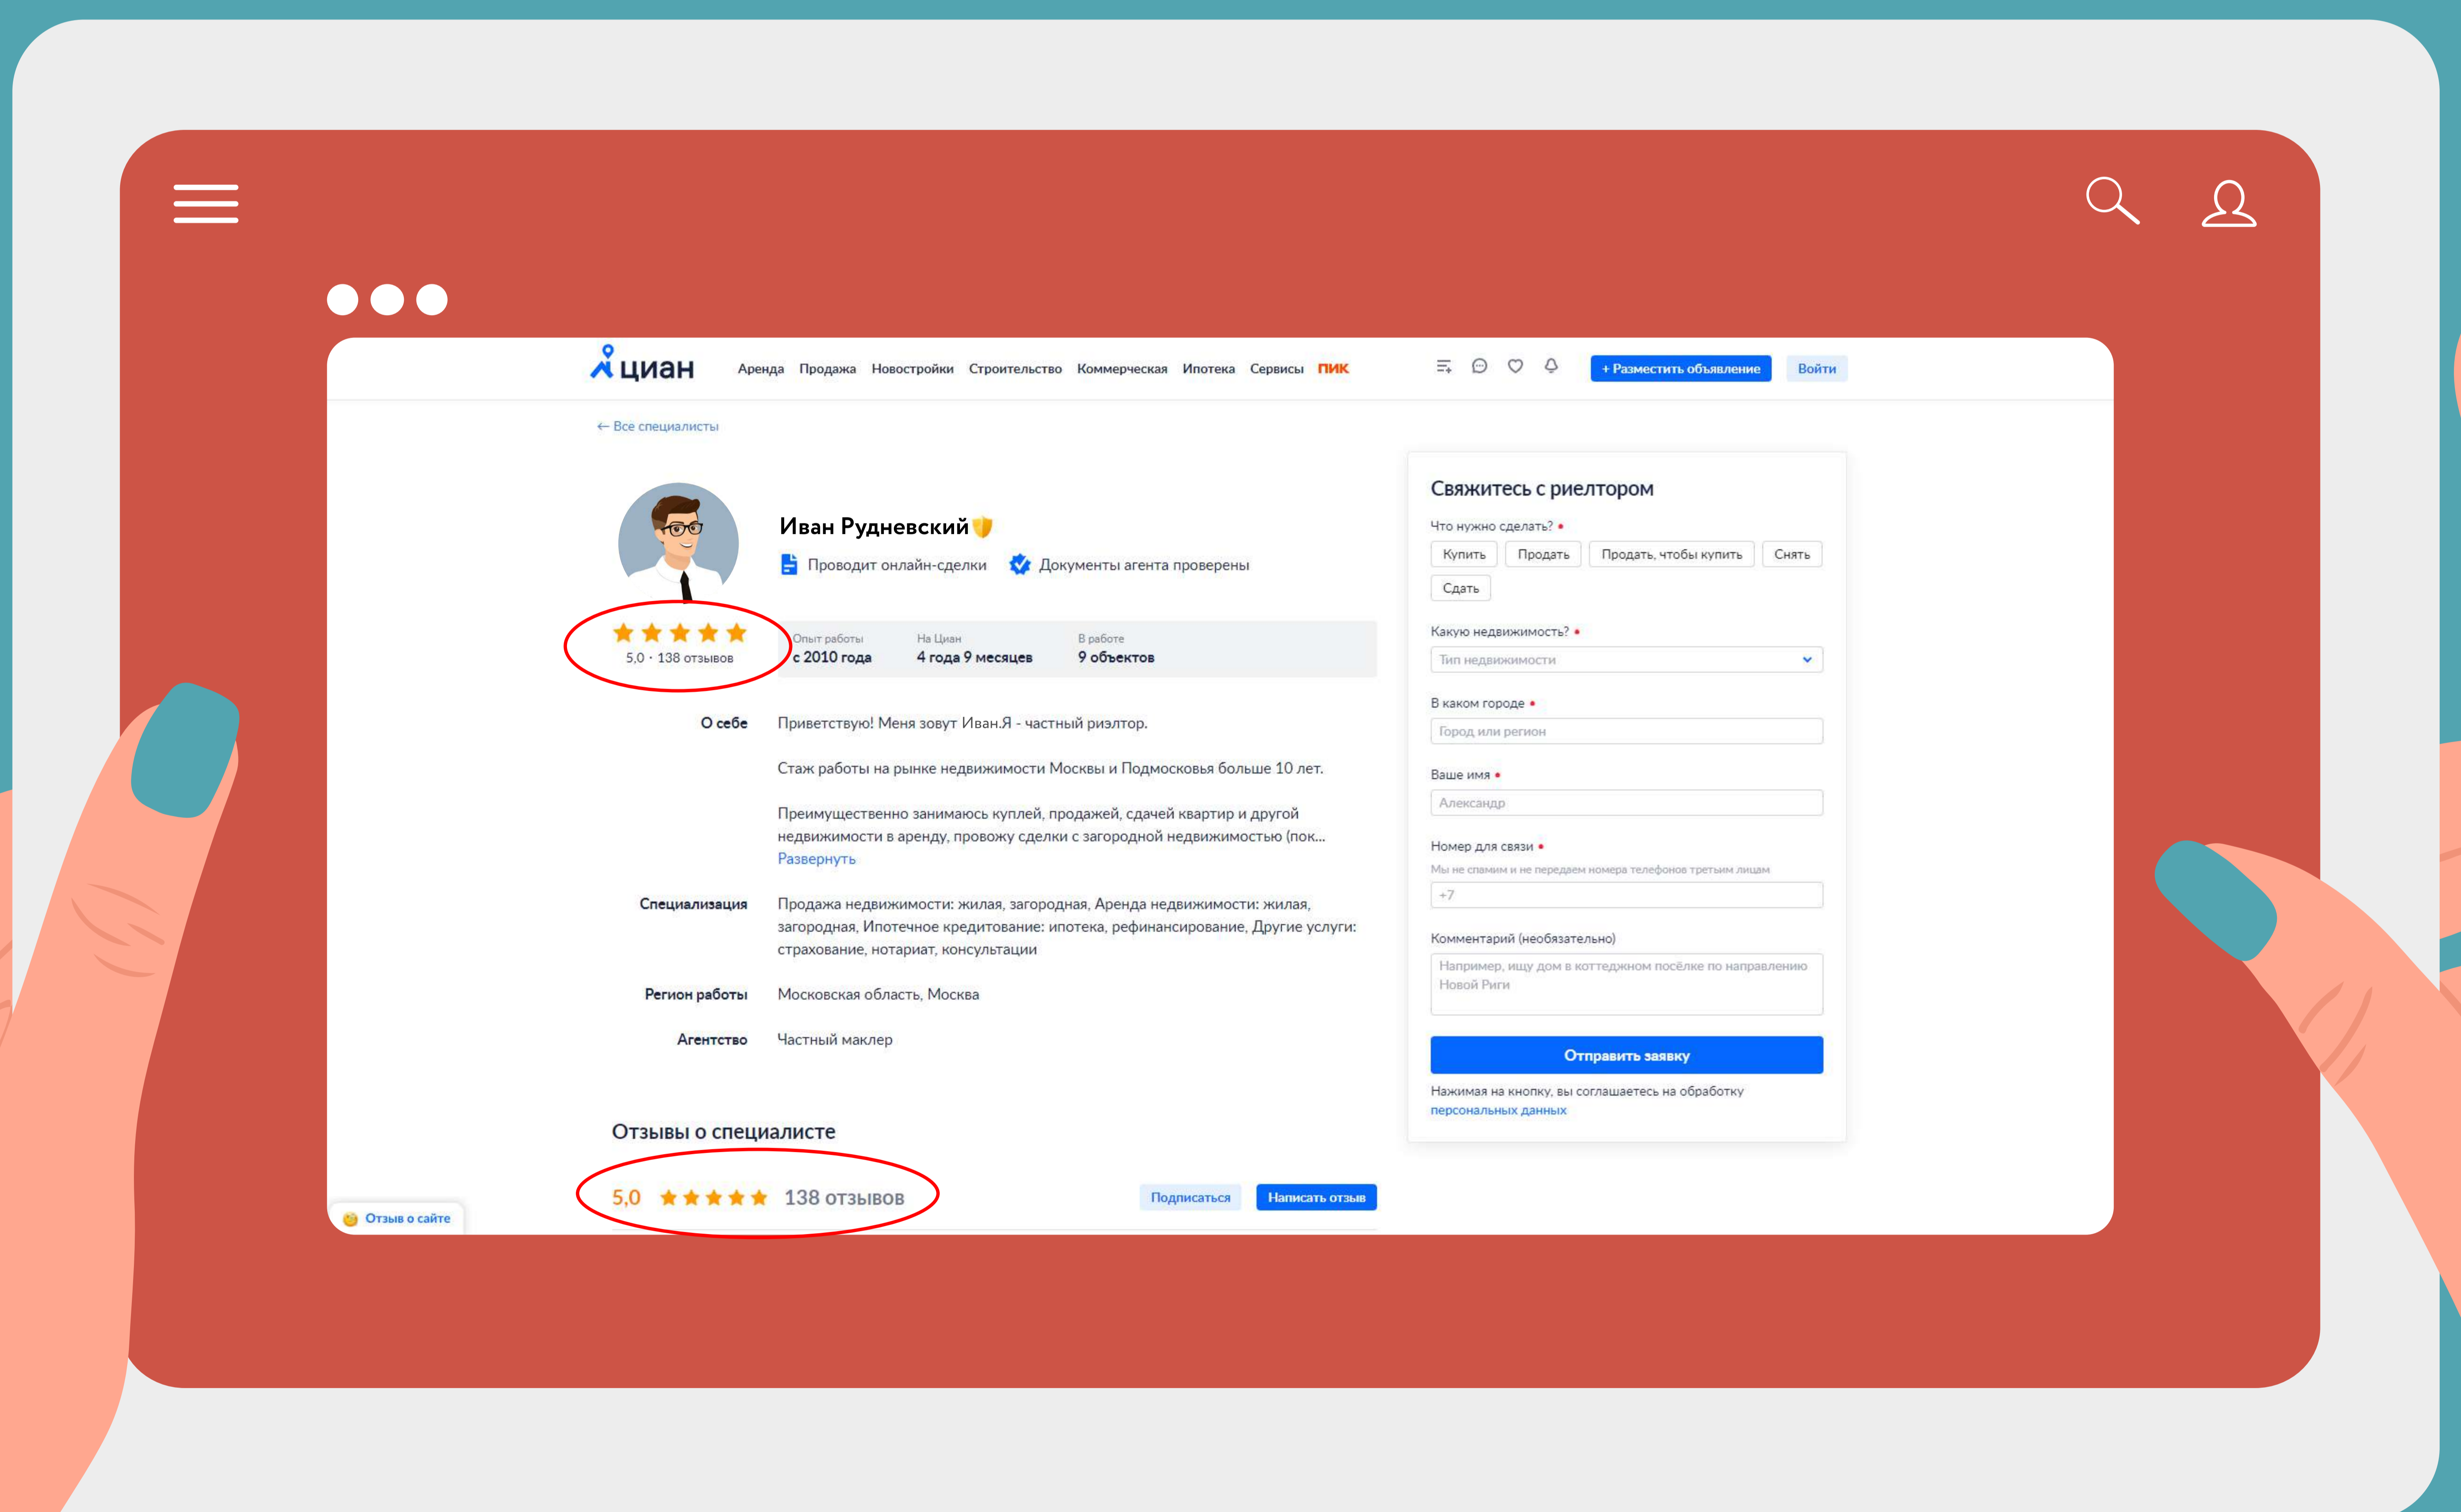 циан
Аренда Продажа Новостройки Строительство Коммерческая Ипотека Сервисы ПИК
+ Разместить объявление
Войти
← Все специалисты
Иван Рудневский
Проводит онлайн-сделки
Документы агента проверены
5,0 · 138 отзывов
Опыт работы
с 2010 года
На Циан
4 года 9 месяцев
В работе
9 объектов
О себе
Приветствую! Меня зовут Иван.Я - частный риэлтор.
Стаж работы на рынке недвижимости Москвы и Подмосковья больше 10 лет.
Преимущественно занимаюсь куплей, продажей, сдачей квартир и другой
недвижимости в аренду, провожу сделки с загородной недвижимостью (пок...
Развернуть
Специализация
Продажа недвижимости: жилая, загородная, Аренда недвижимости: жилая,
загородная, Ипотечное кредитование: ипотека, рефинансирование, Другие услуги:
страхование, нотариат, консультации
Регион работы
Московская область, Москва
Агентство
Частный маклер
Отзывы о специалисте
5,0 138 отзывов
Подписаться
Написать отзыв
Отзыв о сайте
Свяжитесь с риелтором
Что нужно сделать? •
Купить
Продать
Продать, чтобы купить
Снять
Сдать
Какую недвижимость? •
Тип недвижимости
В каком городе •
Город или регион
Ваше имя •
Александр
Номер для связи •
Мы не спамим и не передаем номера телефонов третьим лицам
+7
Комментарий (необязательно)
Например, ищу дом в коттеджном посёлке по направлению
Новой Риги
Отправить заявку
Нажимая на кнопку, вы соглашаетесь на обработку
персональных данных